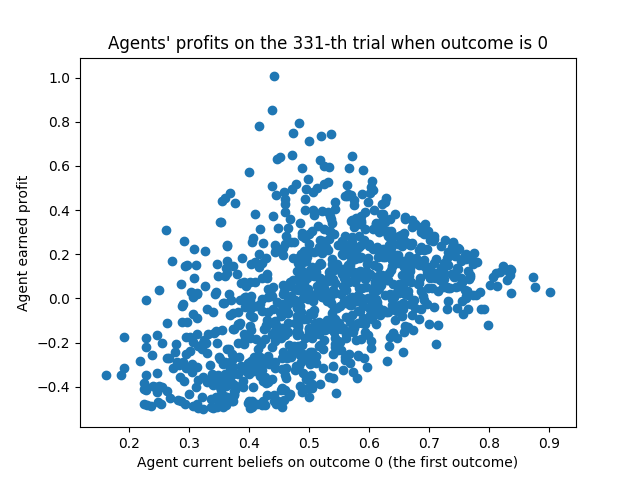 Agents' profits on the 331-th trial when outcome is 0
Agent earned profit
1.0
0.8
0.6
0.4
0.2
0.0
−0.2
−0.4
0.2 0.3 0.4 0.5 0.6 0.7 0.8 0.9
Agent current beliefs on outcome 0 (the first outcome)